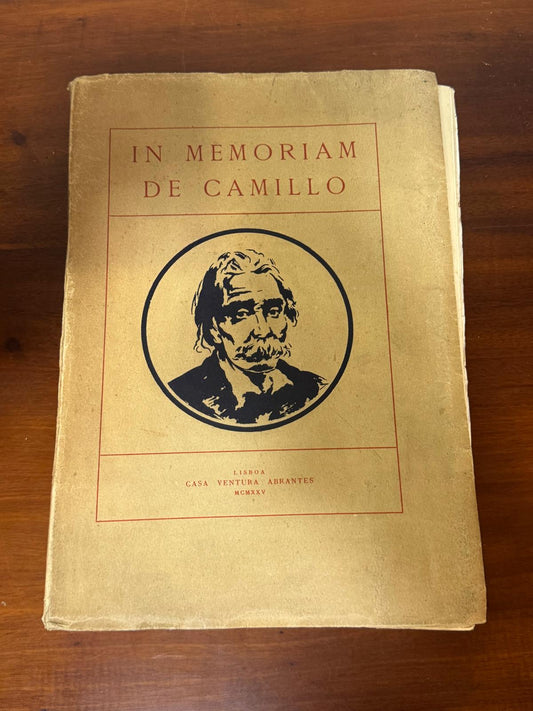 IN MEMORIAM
DE CAMILLO
LISBOA
CASA VENTURA ABRANTES
MCMXXV